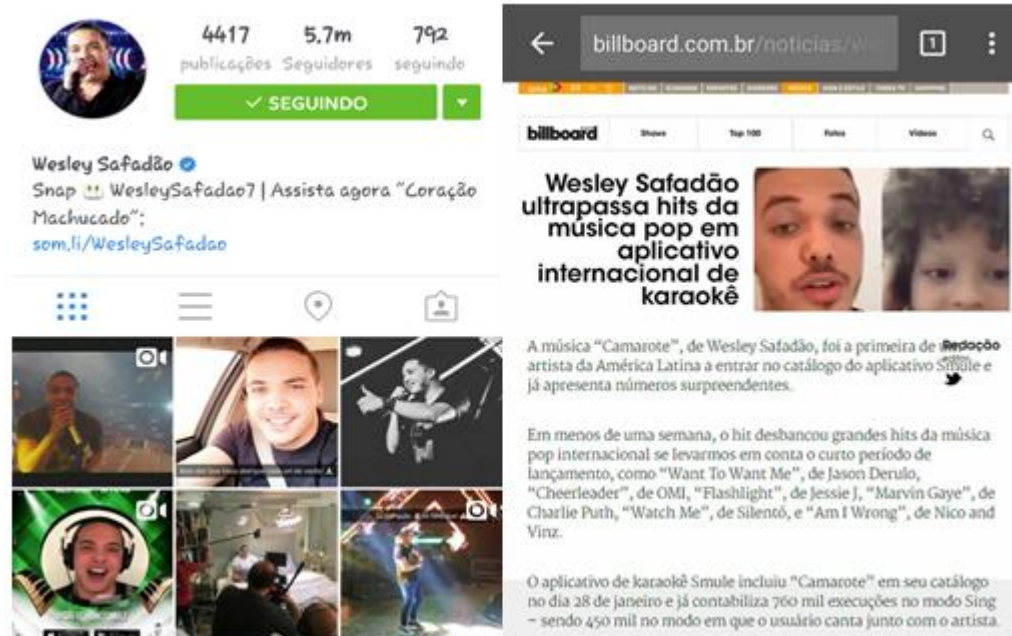 4417 5.7m 792
publicações Seguidores seguindo
✓ SEGUINDO
Wesley Safadão
Snap WesleySafadao7 | Assista agora "Coração
Machucado":
som.li/WesleySafadao
billboard.com.br/noticias/we
1
billboard Shows Top 100 Fotos Vídeos
Wesley Safadão
ultrapassa hits da
música pop em
aplicativo
internacional de
karaokê
Redação
A música "Camarote", de Wesley Safadão, foi a primeira de
artista da América Latina a entrar no catálogo do aplicativo Smule e
já apresenta números surpreendentes.
Em menos de uma semana, o hit desbancou grandes hits da música
pop internacional se levarmos em conta o curto período de
lançamento, como "Want To Want Me", de Jason Derulo,
"Cheerleader", de OMI, "Flashlight", de Jessie J, "Marvin Gaye", de
Charlie Puth, "Watch Me", de Silentó, e "Am I Wrong", de Nico and
Vinz.
O aplicativo de karaokê Smule incluiu "Camarote" em seu catálogo
no dia 28 de janeiro e já contabiliza 760 mil execuções no modo Sing
– sendo 450 mil no modo em que o usuário canta junto com o artista.